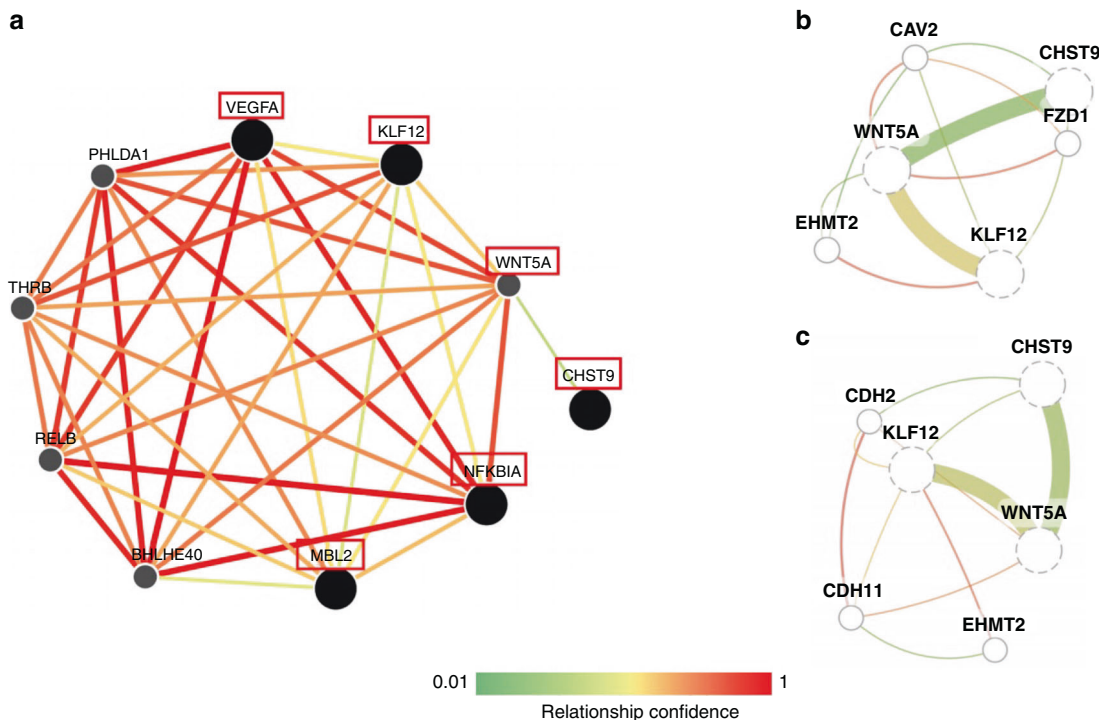 a
VEGFA
KLF12
PHLDA1
WNT5A
THRB
CHST9
RELB
NFKBIA
BHLHE40
MBL2
0.01
1
Relationship confidence
b
CAV2
CHST9
FZD1
WNT5A
EHMT2
KLF12
c
CHST9
CDH2
KLF12
WNT5A
CDH11
EHMT2